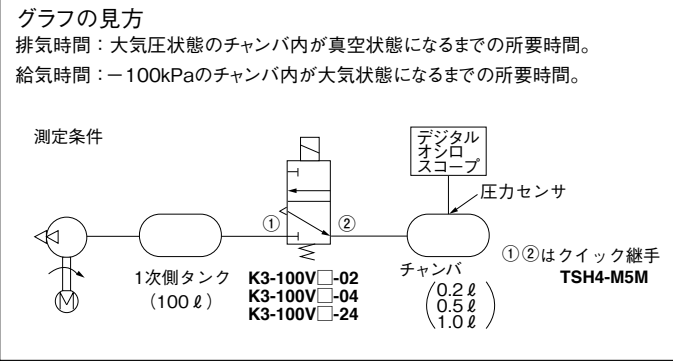 グラフの見方
排気時間：大気圧状態のチャンバ内が真空状態になるまでの所要時間。
給気時間：－100kPaのチャンバ内が大気状態になるまでの所要時間。
測定条件
デジタル
オシロ
スコープ
圧力センサ
① ②
M
1次側タンク
（100ℓ）
K3-100V□-02
K3-100V□-04
K3-100V□-24
チャンバ
0.2ℓ
0.5ℓ
1.0ℓ
①②はクイック継手
TSH4-M5M